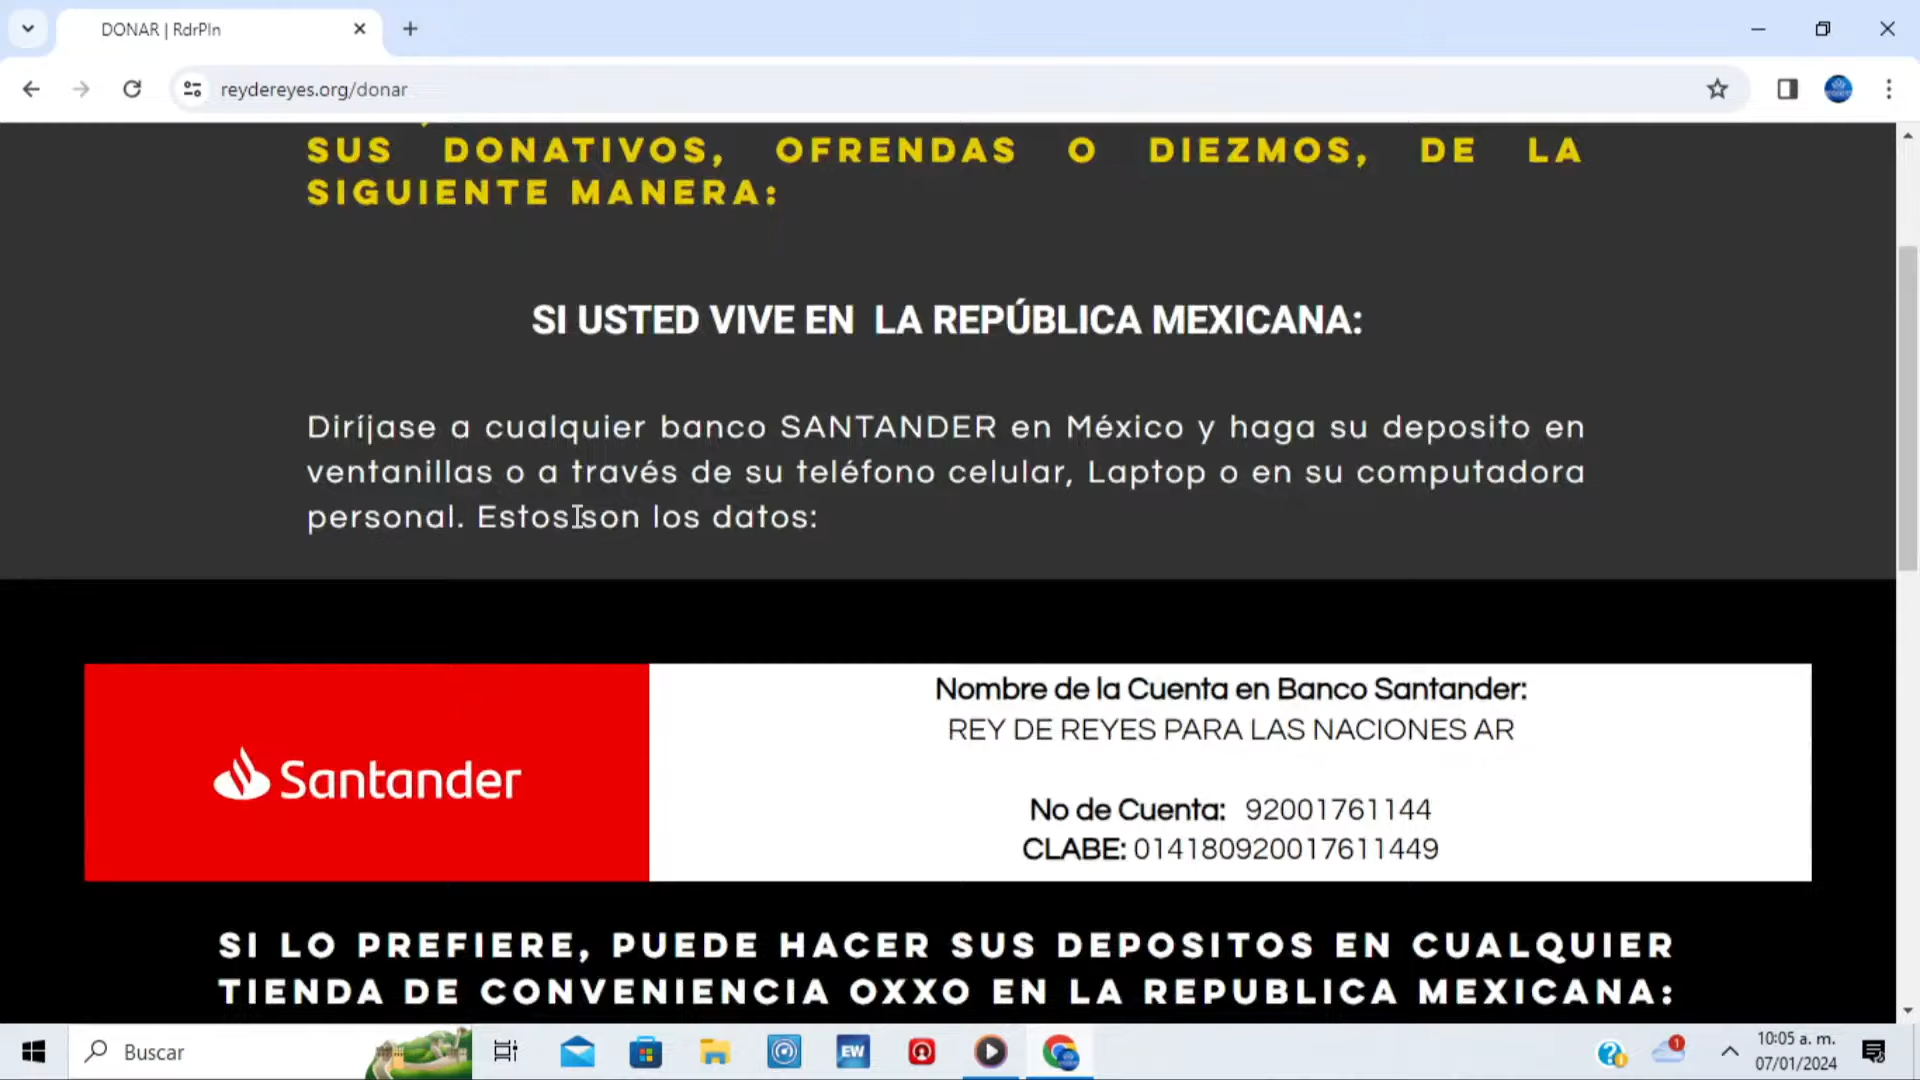 DONAR | RdrPln
reydereyes.org/donar
SUS DONATIVOS, OFRENDAS O DIEZMOS, DE LA
SIGUIENTE MANERA:
SI USTED VIVE EN LA REPÚBLICA MEXICANA:
Diríjase a cualquier banco SANTANDER en México y haga su deposito en
ventanillas o a través de su teléfono celular, Laptop o en su computadora
personal. Estos son los datos:
Santander
Nombre de la Cuenta en Banco Santander:
REY DE REYES PARA LAS NACIONES AR
No de Cuenta: 92001761144
CLABE: 014180920017611449
SI LO PREFIERE, PUEDE HACER SUS DEPOSITOS EN CUALQUIER
TIENDA DE CONVENIENCIA OXXO EN LA REPUBLICA MEXICANA:
Buscar
EW
1
10:05 a. m.
07/01/2024